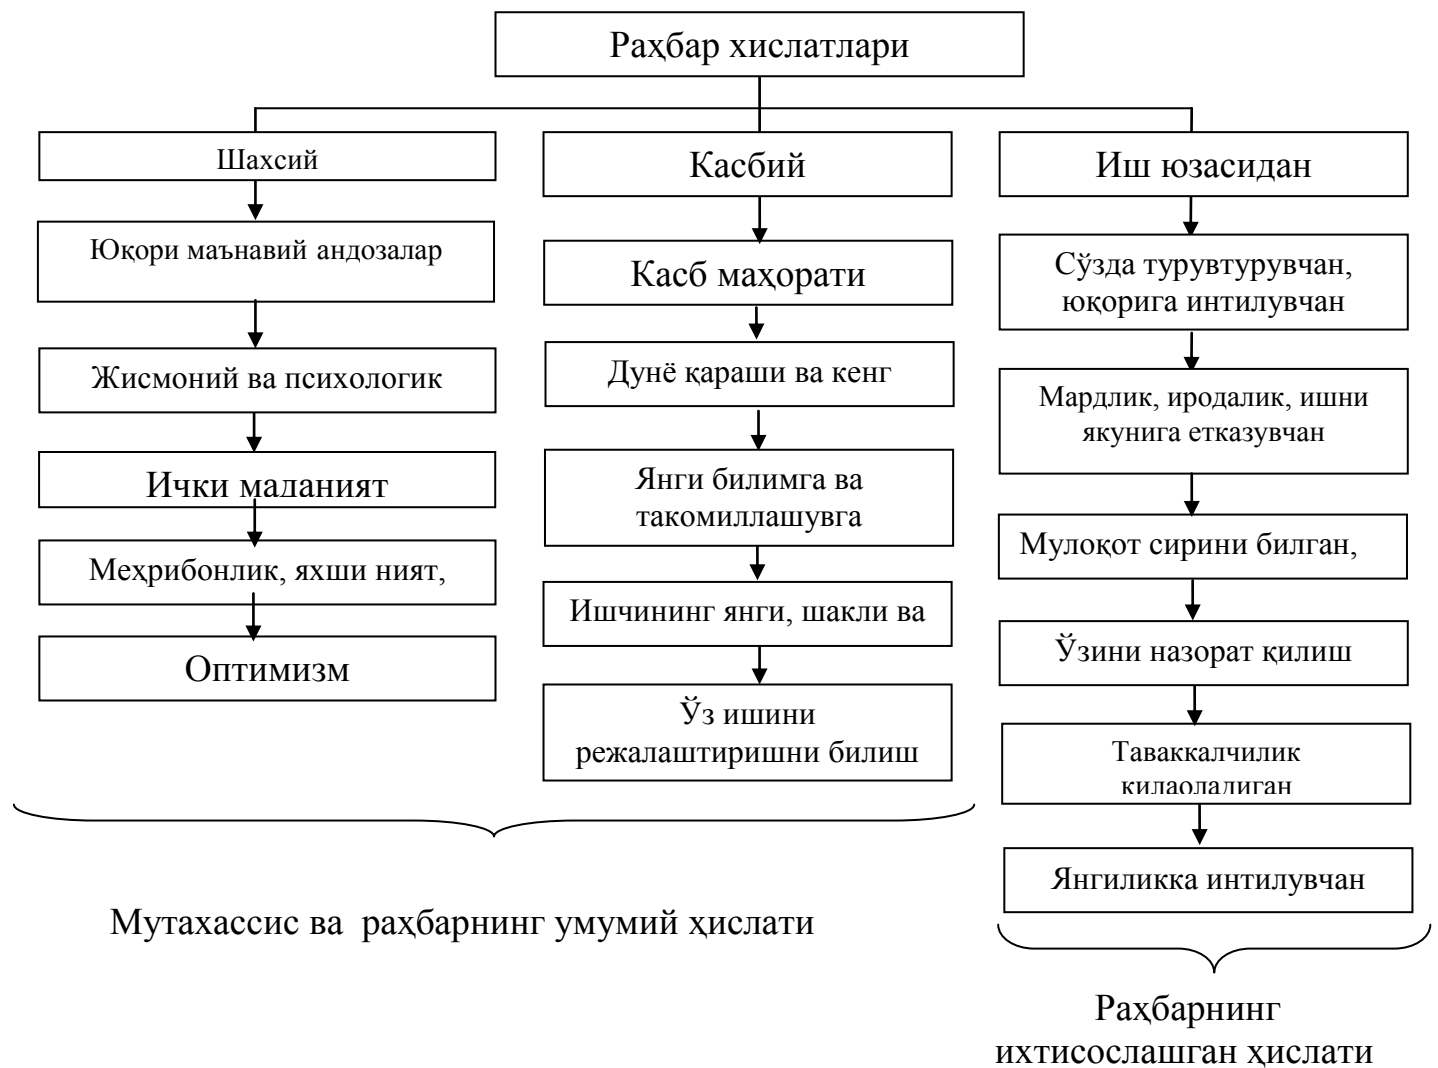 Раҳбар хислатлари
Шахсий
Юқори маънавий андозалар
Жисмоний ва психологик
Ички маданият
Меҳрибонлик, яхши ният,
Оптимизм
Касбий
Касб маҳорати
Дунё қараши ва кенг
Янги билимга ва
такомиллашувга
Ишчининг янги, шакли ва
Ўз ишини
режалаштиришни билиш
Иш юзасидан
Сўзда турувтурувчан,
юқорига интилувчан
Мардлик, иродалик, ишни
якунига етказувчан
Мулоқот сирини билган,
Ўзини назорат қилиш
Таваккалчилик
қилаоладиган
Янгиликка интилувчан
Мутахассис ва раҳбарнинг умумий ҳислати
Раҳбарнинг
ихтисослашган ҳислати